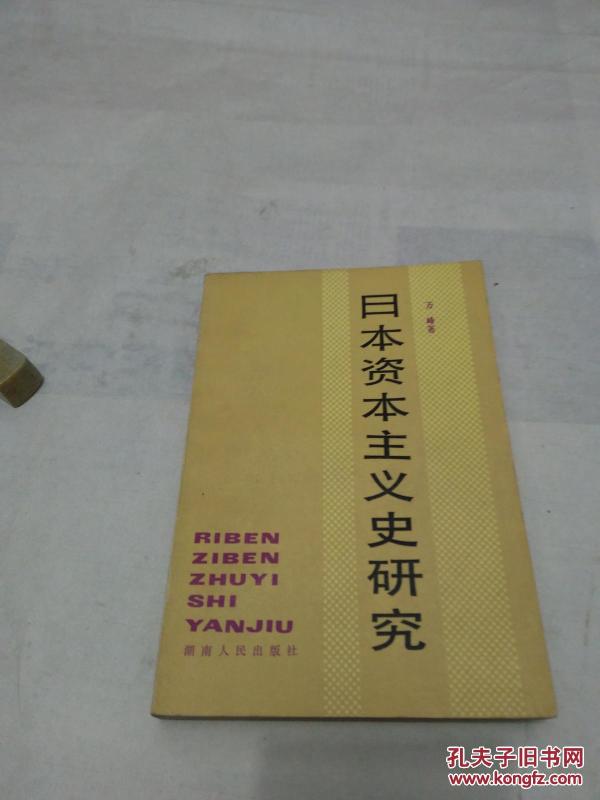 万峰著
日本资本主义史研究
RIBEN
ZIBEN
ZHUYI
SHI
YANJIU
湖南人民出版社
孔夫子旧书网
www.kongfz.com